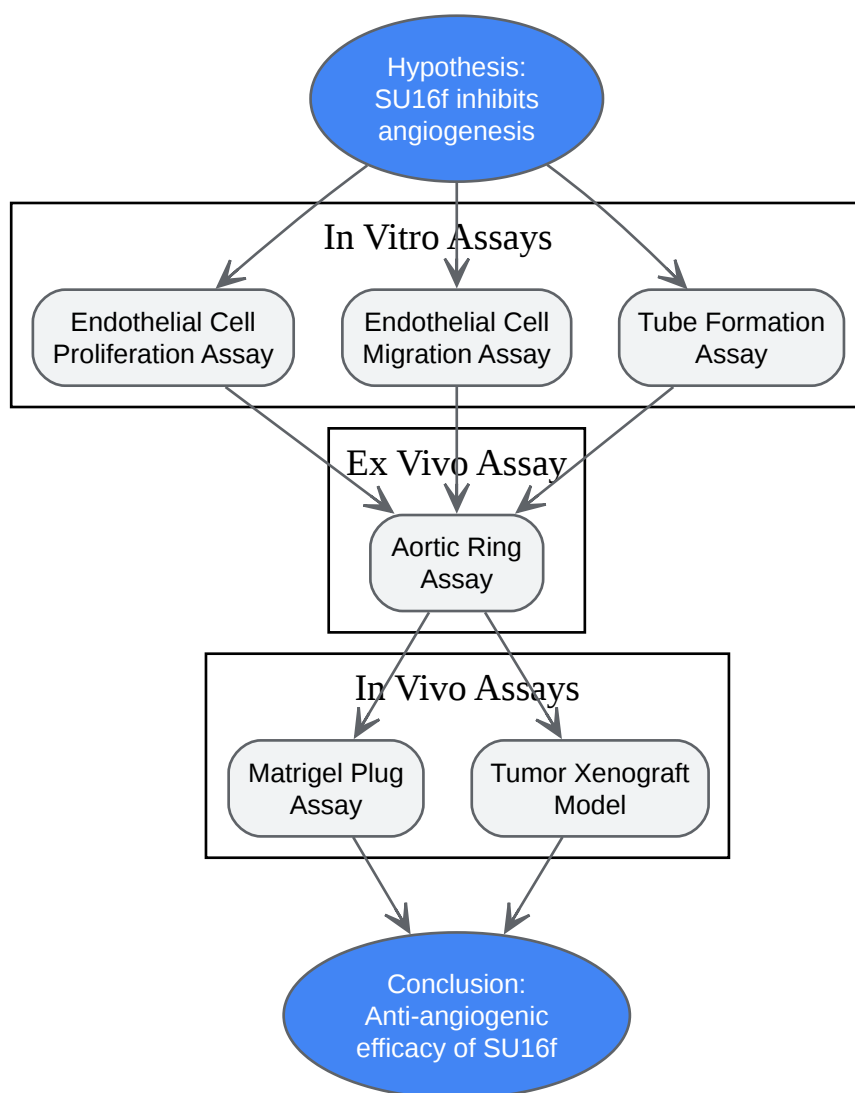 Hypothesis:
SU16f inhibits
angiogenesis
In Vitro Assays
Endothelial Cell
Proliferation Assay
Endothelial Cell
Migration Assay
Tube Formation
Assay
Ex Vivo Assay
Aortic Ring
Assay
In Vivo Assays
Matrigel Plug
Assay
Tumor Xenograft
Model
Conclusion:
Anti-angiogenic
efficacy of SU16f